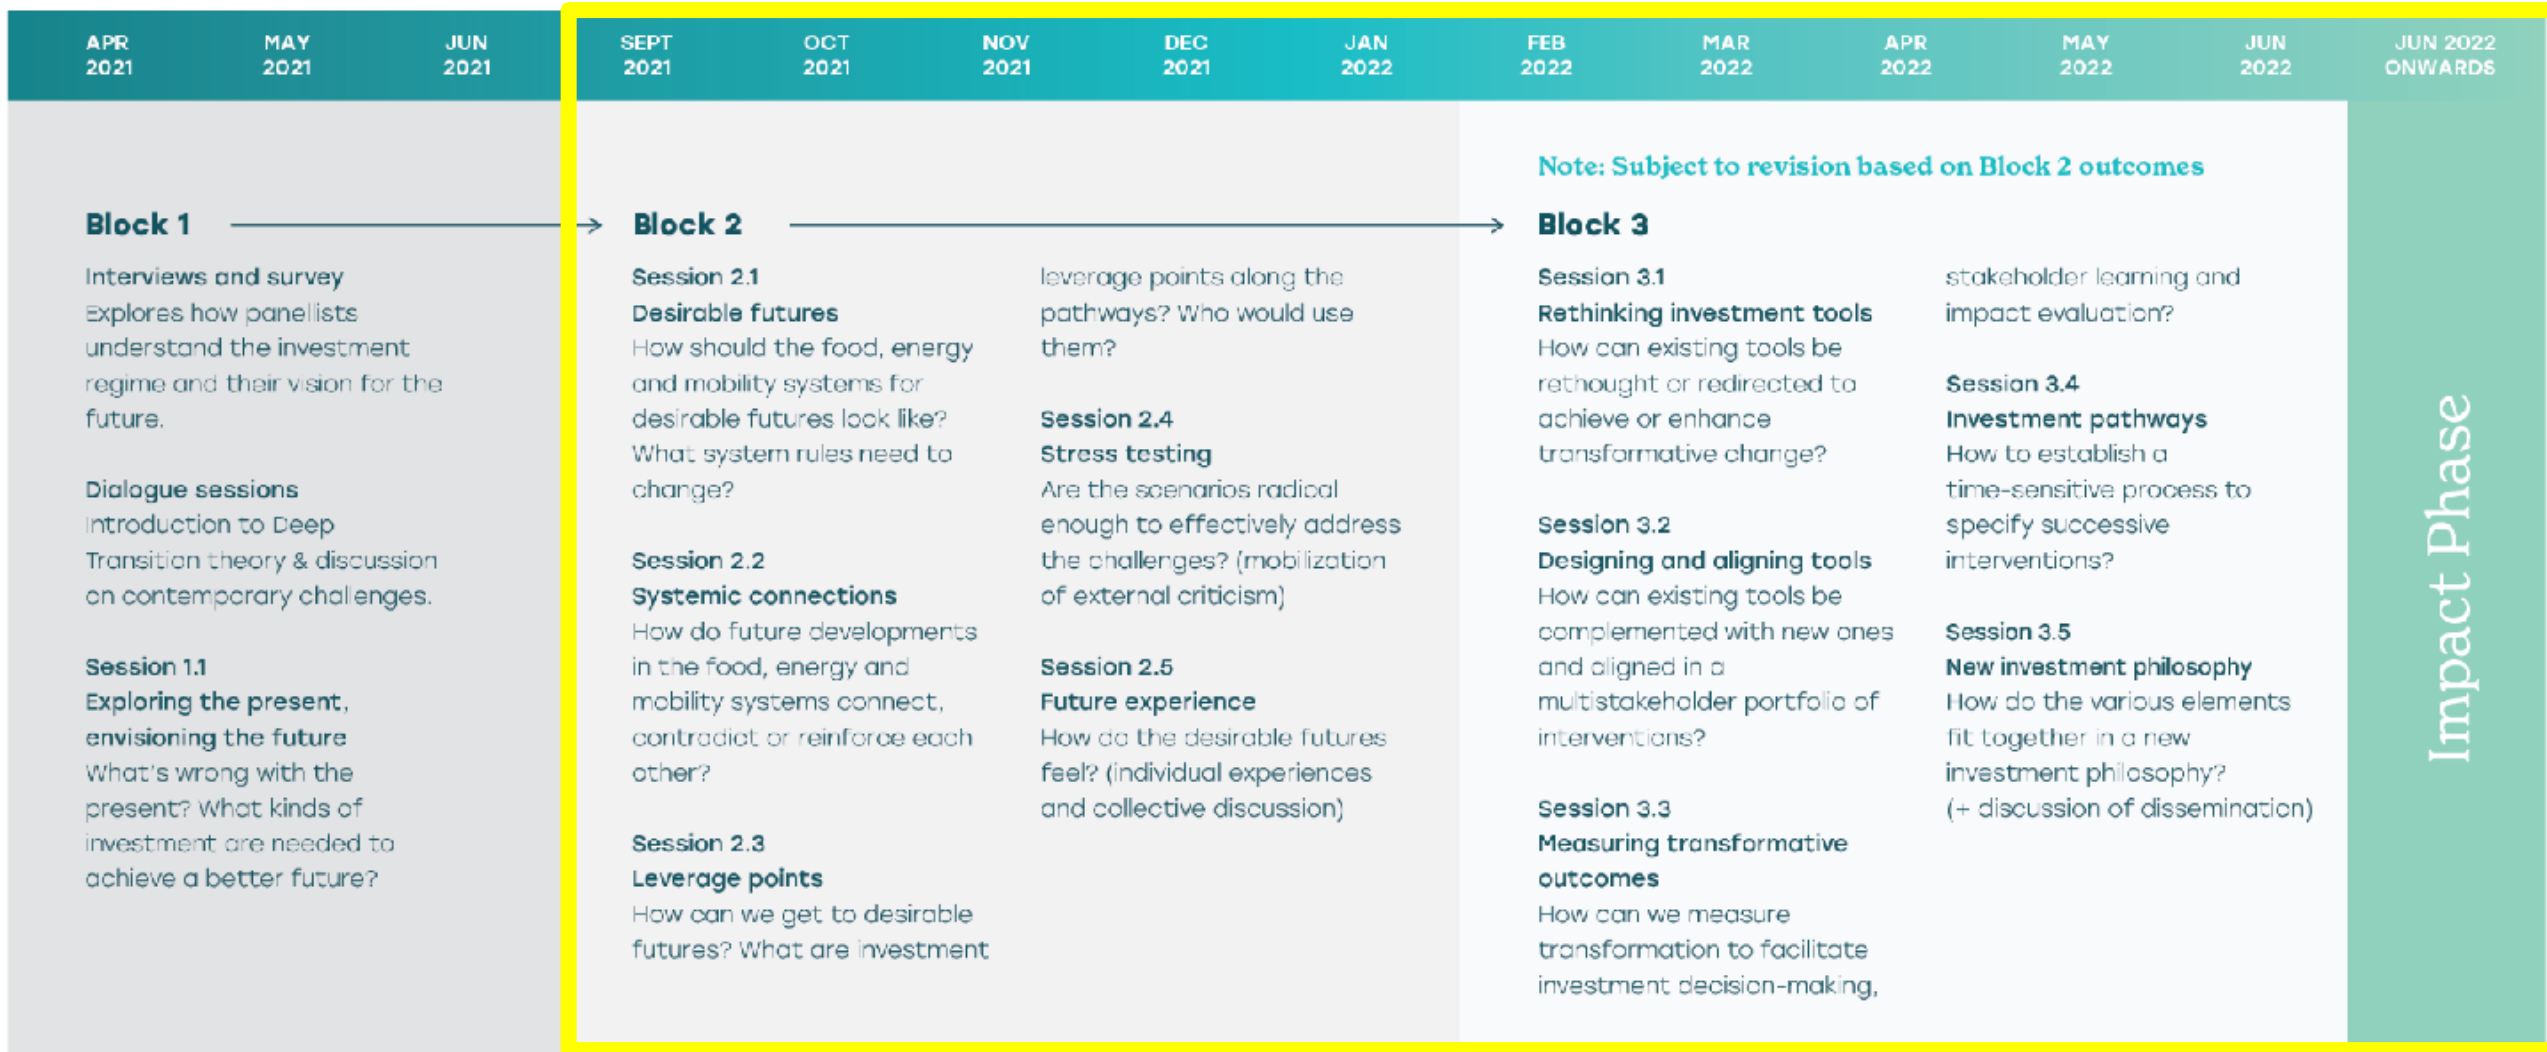 APR
2021
MAY
2021
JUN
2021
SEPT
2021
OCT
2021
NOV
2021
DEC
2021
JAN
2022
FEB
2022
MAR
2022
APR
2022
MAY
2022
JUN
2022
JUN 2022
ONWARDS
Block 1
Interviews and survey
Explores how panellists
understand the investment
regime and their vision for the
future.
Dialogue sessions
Introduction to Deep
Transition theory & discussion
on contemporary challenges.
Session 1.1
Exploring the present,
envisioning the future
What's wrong with the
present? What kinds of
investment are needed to
achieve a better future?
Block 2
Session 2.1
Desirable futures
How should the food, energy
and mobility systems for
desirable futures look like?
What system rules need to
change?
Session 2.2
Systemic connections
How do future developments
in the food, energy and
mobility systems connect,
contradict or reinforce each
other?
Session 2.3
Leverage points
How can we get to desirable
futures? What are investment
leverage points along the
pathways? Who would use
them?
Session 2.4
Stress testing
Are the scenarios radical
enough to effectively address
the challenges? (mobilization
of external criticism)
Session 2.5
Future experience
How do the desirable futures
feel? (individual experiences
and collective discussion)
Note: Subject to revision based on Block 2 outcomes
Block 3
Session 3.1
Rethinking investment tools
How can existing tools be
rethought or redirected to
achieve or enhance
transformative change?
Session 3.2
Designing and aligning tools
How can existing tools be
complemented with new ones
and aligned in a
multistakeholder portfolio of
interventions?
Session 3.3
Measuring transformative
outcomes
How can we measure
transformation to facilitate
investment decision-making,
stakeholder learning and
impact evaluation?
Session 3.4
Investment pathways
How to establish a
time-sensitive process to
specify successive
interventions?
Session 3.5
New investment philosophy
How do the various elements
fit together in a new
investment philosophy?
(+ discussion of dissemination)
Impact Phase